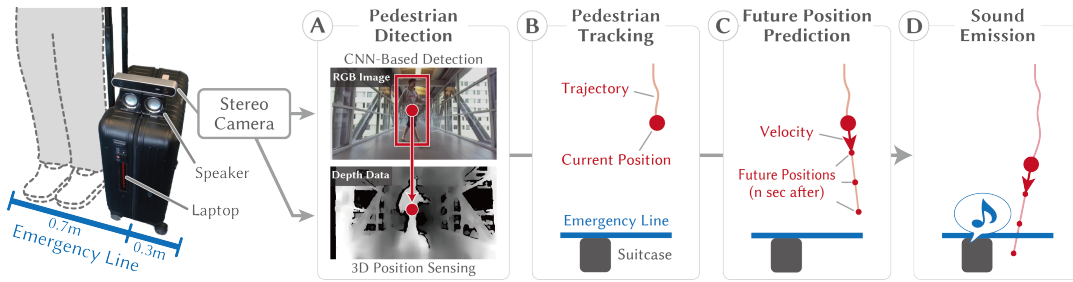 Stereo
Camera
Speaker
Laptop
0.7m
0.3m
Emergency Line
A
Pedestrian
Ditection
CNN-Based Detection
RGB Image
Depth Data
3D Position Sensing
B
Pedestrian
Tracking
Trajectory
Current Position
Emergency Line
Suitcase
C
Future Position
Prediction
Velocity
Future Positions
(n sec after)
D
Sound
Emission